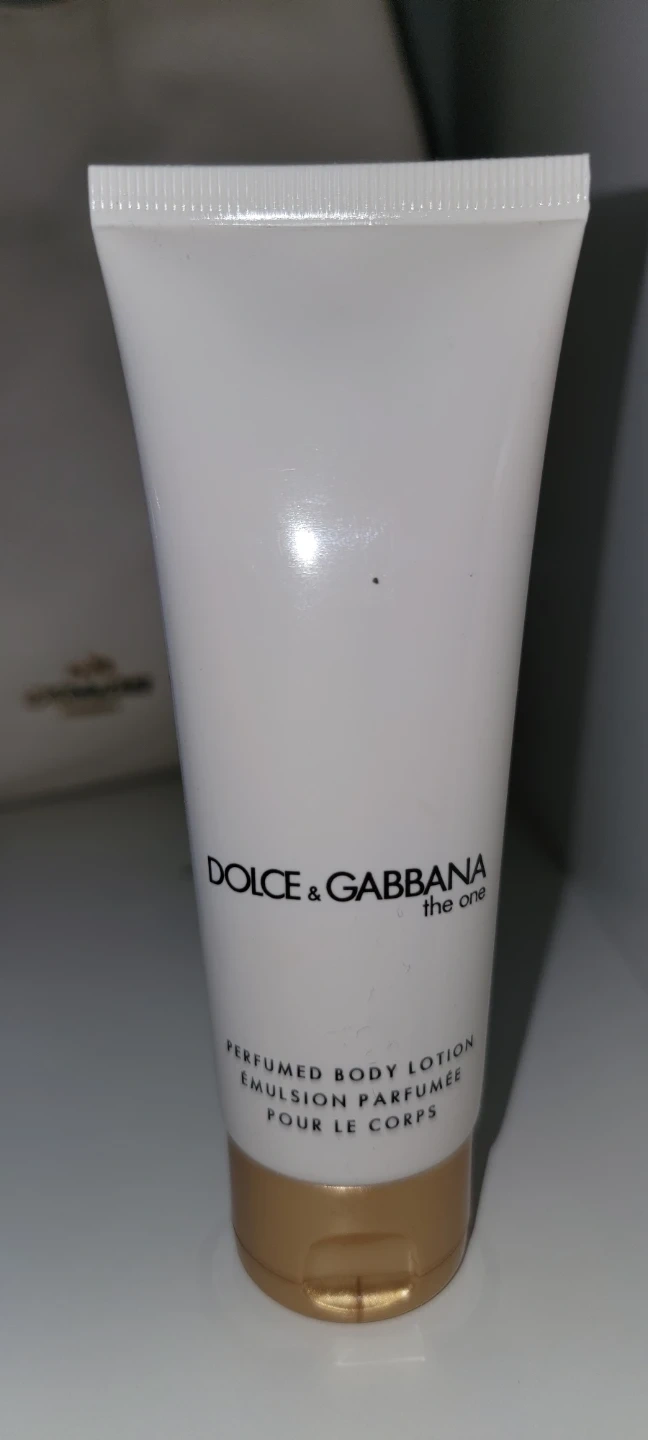 DOLCE & GABBANA
the one
PERFUMED BODY LOTION
ÉMULSION PARFUMÉE
POUR LE CORPS